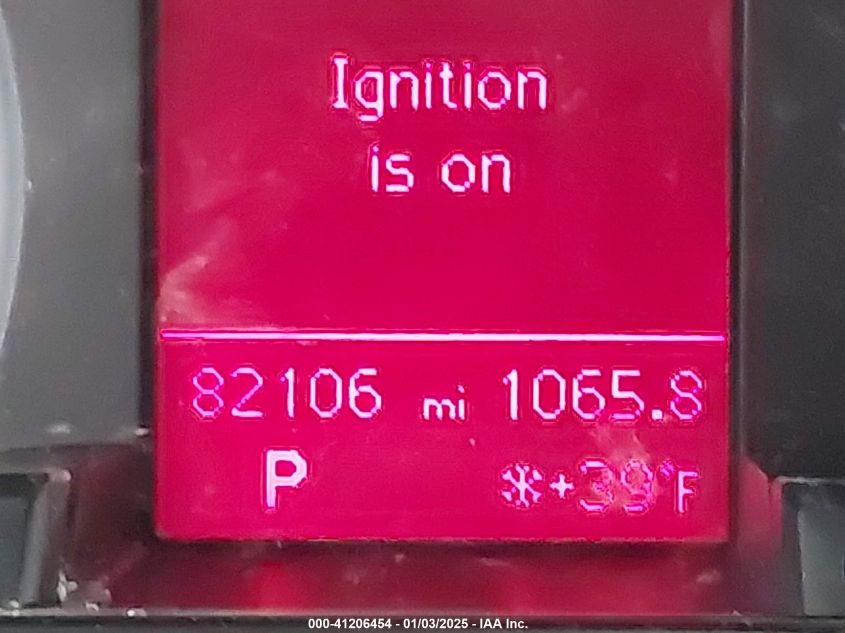 Ignition
is on
82106 mi 1065.8
P ❄+39°F
000-41206454 - 01/03/2025 - IAA Inc.